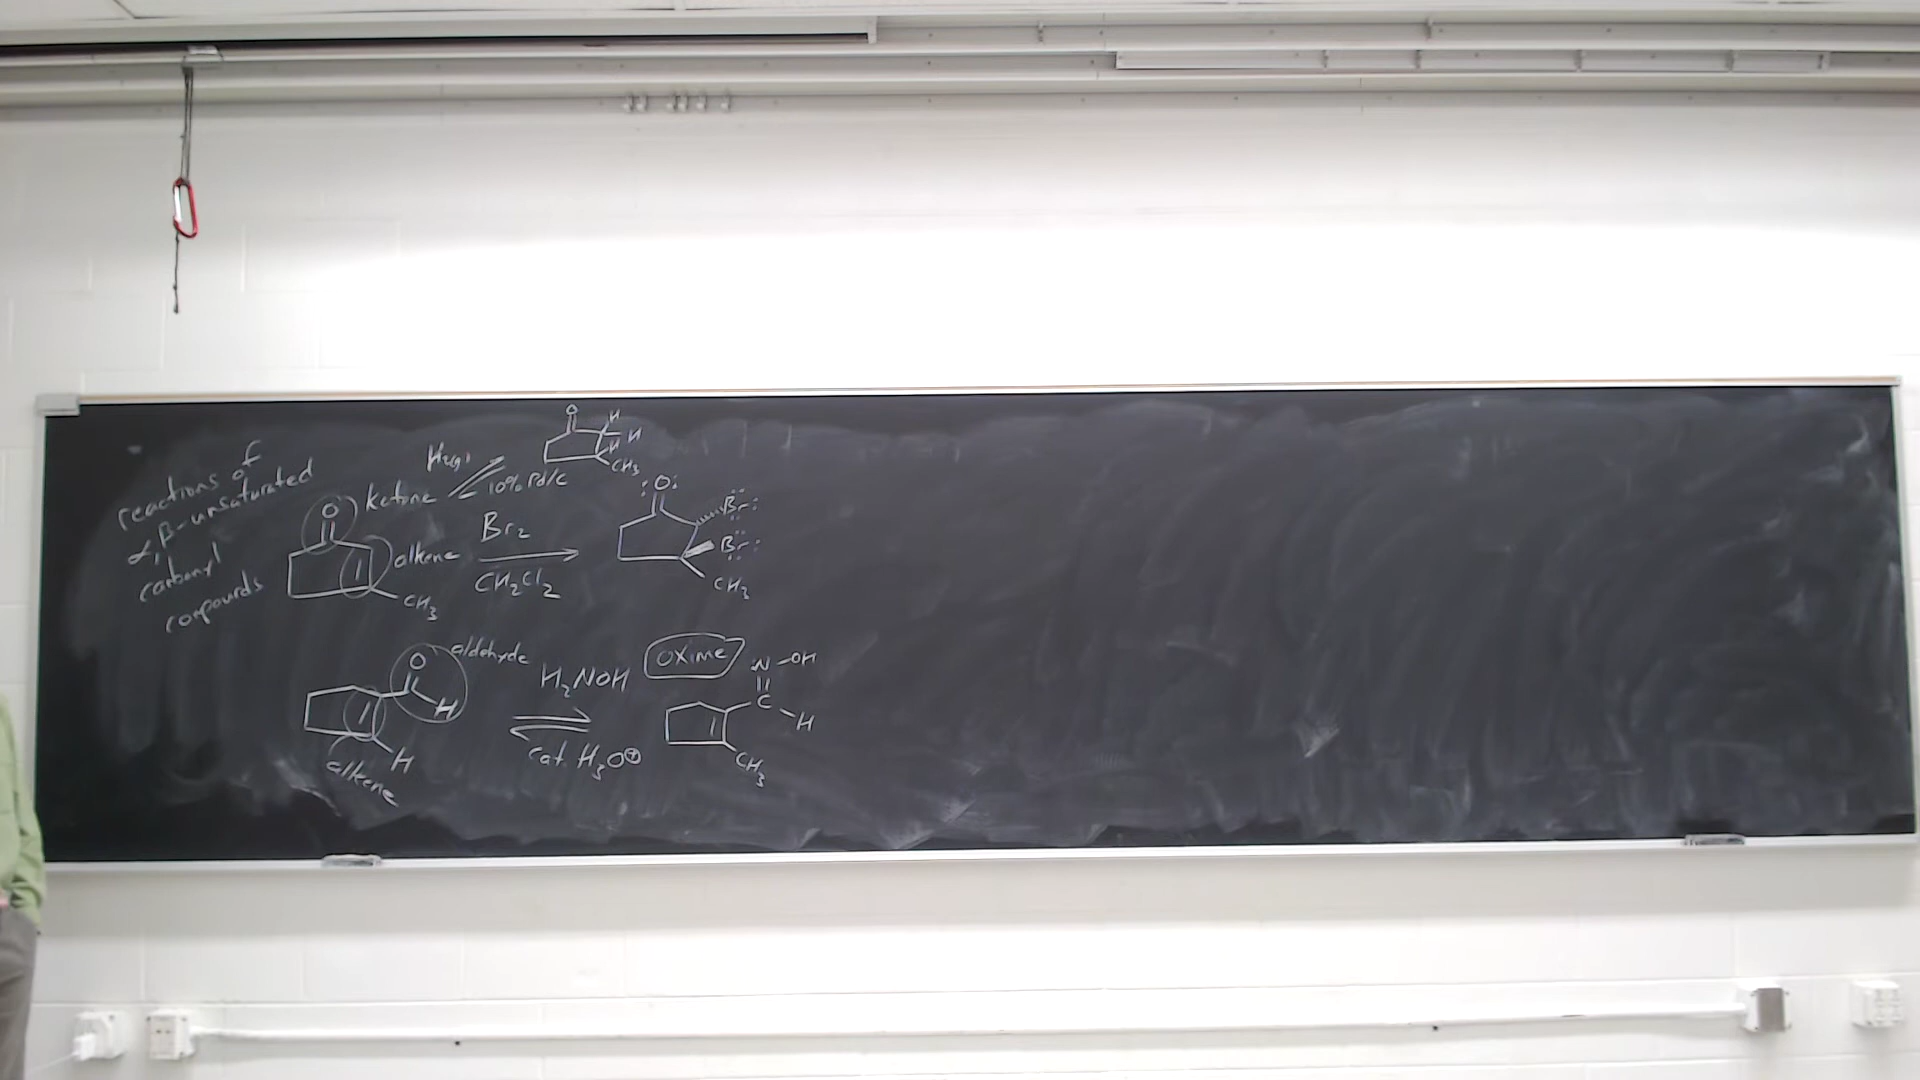 reactions of
α, β-unsaturated
carbonyl
compounds
O
ketone
alkene
CH3
H2(g)
10% Pd/C
O
H
H
H
CH3
Br2
CH2Cl2
:O:
Br:
Br:
CH3
O
aldehyde
H
H
alkene
H2NOH
cat. H3O⊕
oxime
:N-OH
C
H
CH3